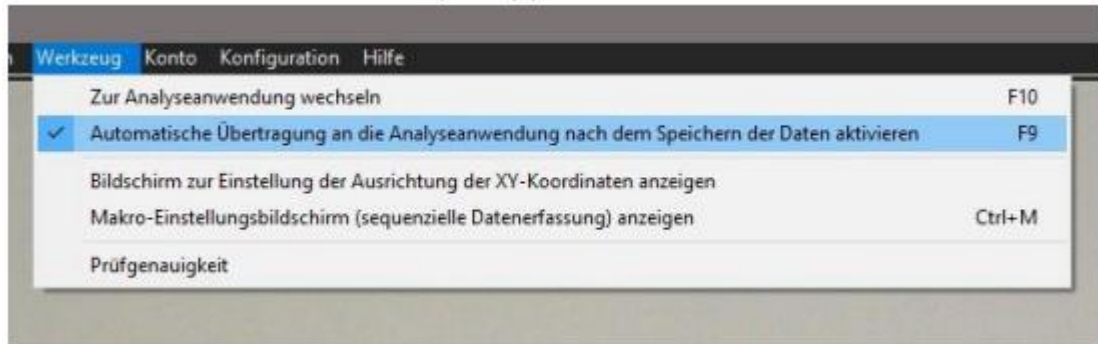 Werkzeug Konto Konfiguration Hilfe
Zur Analyseanwendung wechseln F10
✓ Automatische Übertragung an die Analyseanwendung nach dem Speichern der Daten aktivieren F9
Bildschirm zur Einstellung der Ausrichtung der XY-Koordinaten anzeigen
Makro-Einstellungsbildschirm (sequenzielle Datenerfassung) anzeigen Ctrl+M
Prüfgenauigkeit